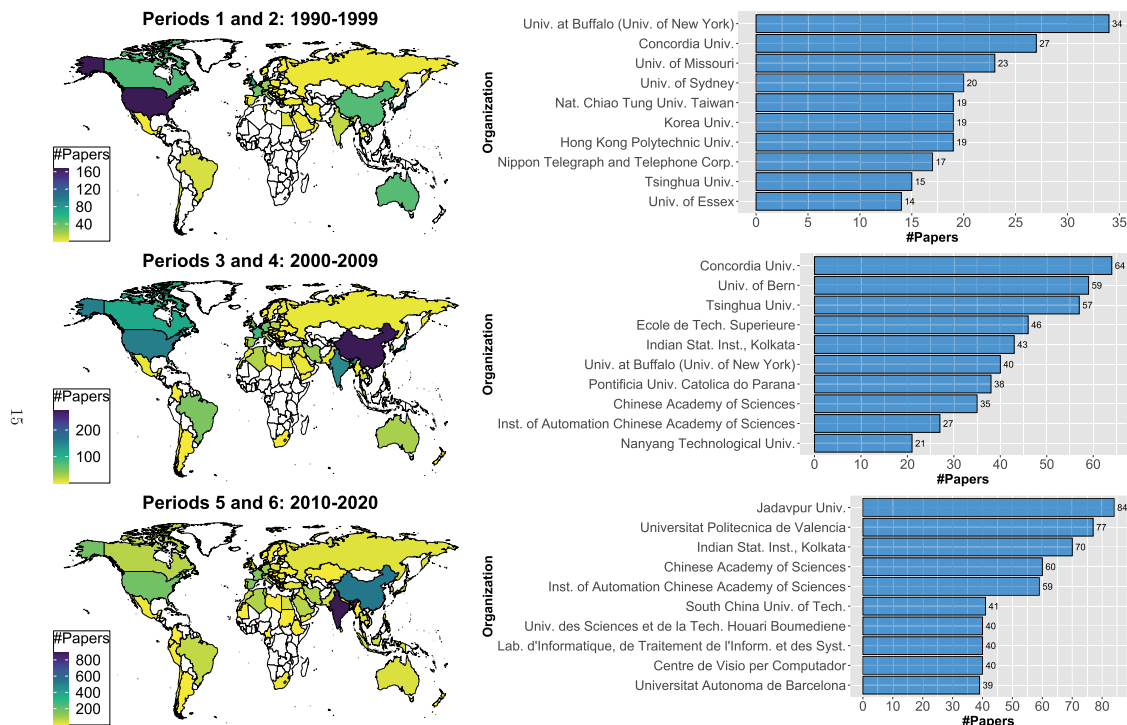 Periods 1 and 2: 1990-1999
#Papers
160
120
80
40
Organization
Univ. at Buffalo (Univ. of New York)
34
Concordia Univ.
27
Univ. of Missouri
23
Univ. of Sydney
20
Nat. Chiao Tung Univ. Taiwan
19
Korea Univ.
19
Hong Kong Polytechnic Univ.
19
Nippon Telegraph and Telephone Corp.
17
Tsinghua Univ.
15
Univ. of Essex
14
0 5 10 15 20 25 30 35
#Papers
Periods 3 and 4: 2000-2009
#Papers
200
100
Organization
Concordia Univ.
64
Univ. of Bern
59
Tsinghua Univ.
57
Ecole de Tech. Superieure
46
Indian Stat. Inst., Kolkata
43
Univ. at Buffalo (Univ. of New York)
40
Pontificia Univ. Catolica do Parana
38
Chinese Academy of Sciences
35
Inst. of Automation Chinese Academy of Sciences
27
Nanyang Technological Univ.
21
0 10 20 30 40 50 60
#Papers
15
Periods 5 and 6: 2010-2020
#Papers
800
600
400
200
Organization
Jadavpur Univ.
84
Universitat Politecnica de Valencia
77
Indian Stat. Inst., Kolkata
70
Chinese Academy of Sciences
60
Inst. of Automation Chinese Academy of Sciences
59
South China Univ. of Tech.
41
Univ. des Sciences et de la Tech. Houari Boumediene
40
Lab. d'Informatique, de Traitement de l'Inform. et des Syst.
40
Centre de Visio per Computador
40
Universitat Autonoma de Barcelona
39
0 10 20 30 40 50 60 70 80
#Papers